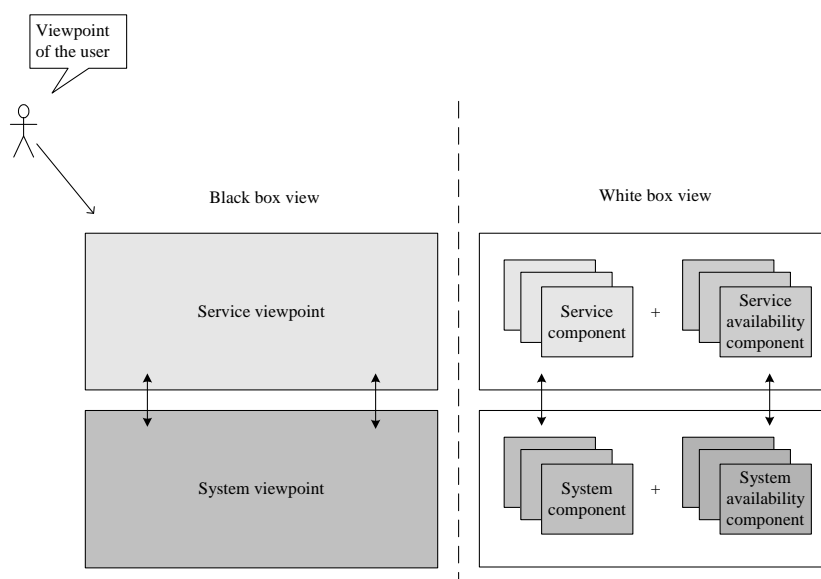 Viewpoint
of the user
Black box view
White box view
Service viewpoint
Service
component
+
Service
availability
component
System viewpoint
System
component
+
System
availability
component